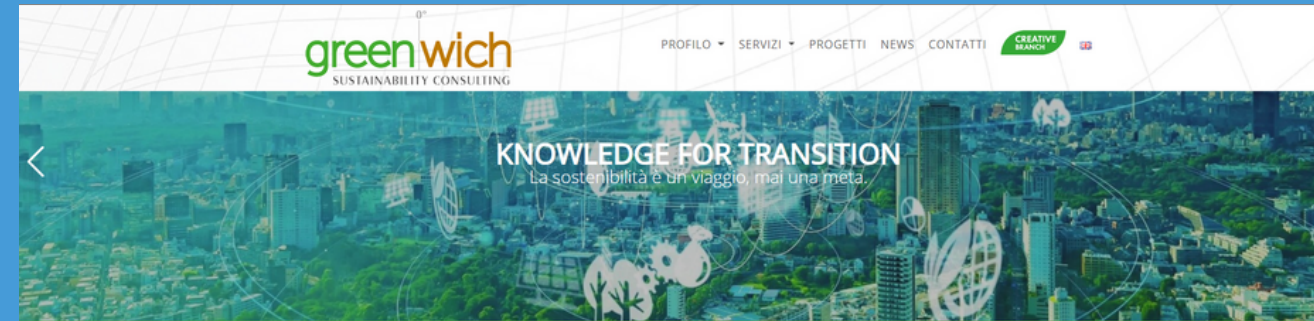 0°
greenwich
SUSTAINABILITY CONSULTING
PROFILO SERVIZI PROGETTI NEWS CONTATTI
CREATIVE
BRANCH
KNOWLEDGE FOR TRANSITION
La sostenibilità è un viaggio, mai una meta.